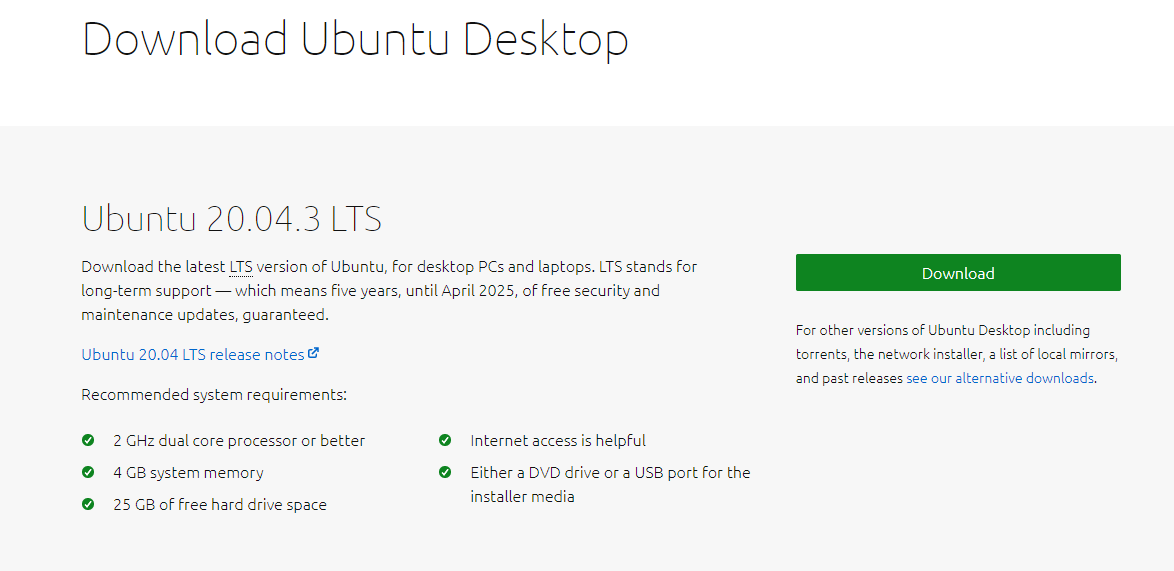 Download Ubuntu Desktop
Ubuntu 20.04.3 LTS
Download the latest LTS version of Ubuntu, for desktop PCs and laptops. LTS stands for
long-term support — which means five years, until April 2025, of free security and
maintenance updates, guaranteed.
Ubuntu 20.04 LTS release notes
Recommended system requirements:
2 GHz dual core processor or better
4 GB system memory
25 GB of free hard drive space
Internet access is helpful
Either a DVD drive or a USB port for the
installer media
Download
For other versions of Ubuntu Desktop including
torrents, the network installer, a list of local mirrors,
and past releases see our alternative downloads.